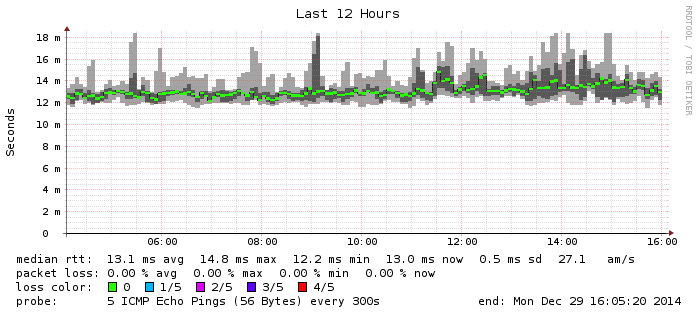 Last 12 Hours
RRDTOOL / TOBI OETIKER
Seconds
18 m
16 m
14 m
12 m
10 m
8 m
6 m
4 m
2 m
0
06:00 08:00 10:00 12:00 14:00 16:00
median rtt: 13.1 ms avg 14.8 ms max 12.2 ms min 13.0 ms now 0.5 ms sd 27.1 am/s
packet loss: 0.00 % avg 0.00 % max 0.00 % min 0.00 % now
loss color: 0 1/5 2/5 3/5 4/5
probe: 5 ICMP Echo Pings (56 Bytes) every 300s end: Mon Dec 29 16:05:20 2014